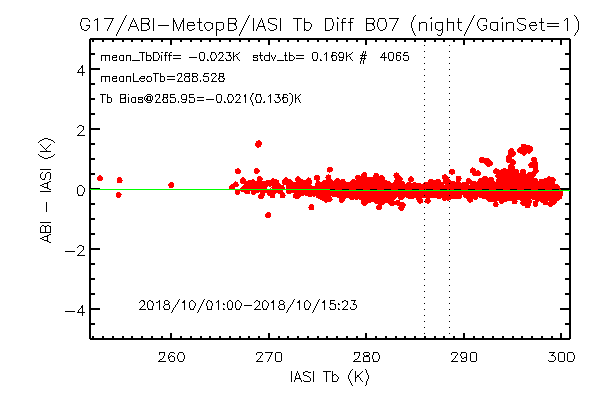 G17/ABI-MetopB/IASI Tb Diff B07 (night/GainSet=1)
mean_TbDiff= -0.023K stdv_tb= 0.169K # 4065
meanLeoTb=288.528
Tb Bias@285.95=-0.021(0.136)K
4
2
0
-2
-4
ABI - IASI (K)
2018/10/01:00-2018/10/15:23
260 270 280 290 300
IASI Tb (K)